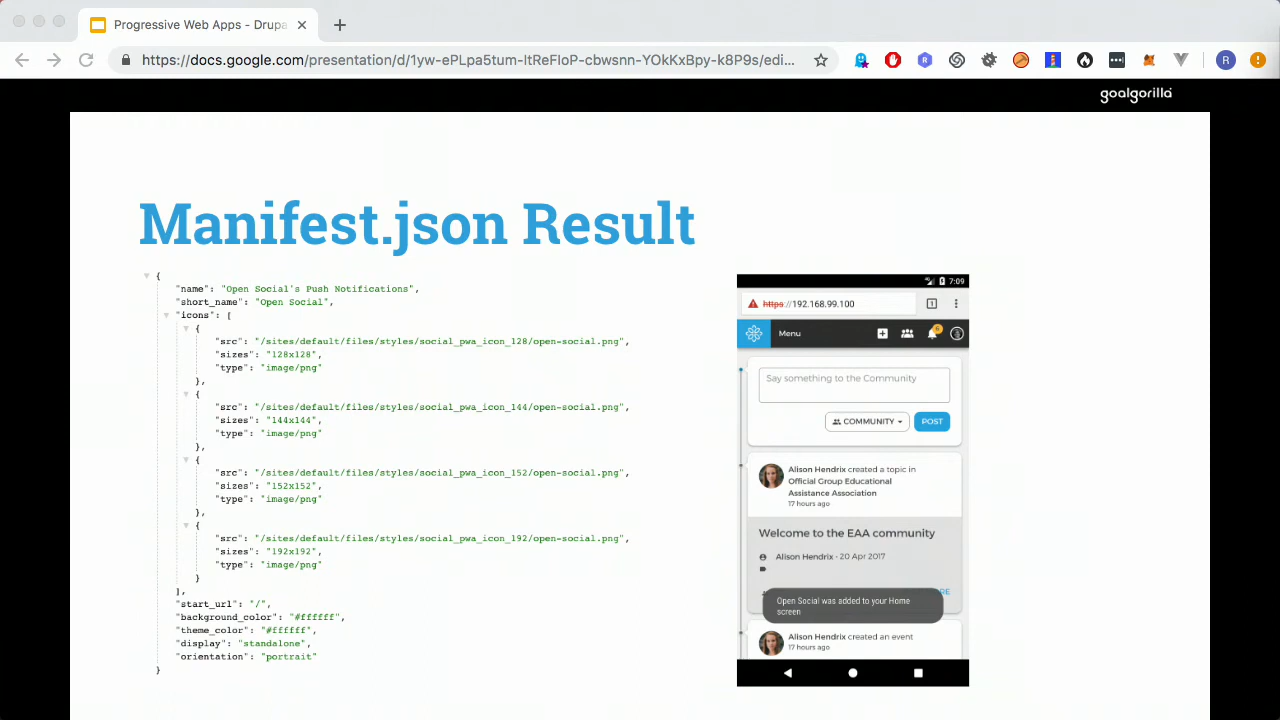 Progressive Web Apps - Drupa
https://docs.google.com/presentation/d/1yw-ePLpa5tum-ltReFIoP-cbwsnn-YOkKxBpy-k8P9s/edi...
R
R
goalgorilla
Manifest.json Result
{
"name": "Open Social's Push Notifications",
"short_name": "Open Social",
"icons": [
{
"src": "/sites/default/files/styles/social_pwa_icon_128/open-social.png",
"sizes": "128x128",
"type": "image/png"
},
{
"src": "/sites/default/files/styles/social_pwa_icon_144/open-social.png",
"sizes": "144x144",
"type": "image/png"
},
{
"src": "/sites/default/files/styles/social_pwa_icon_152/open-social.png",
"sizes": "152x152",
"type": "image/png"
},
{
"src": "/sites/default/files/styles/social_pwa_icon_192/open-social.png",
"sizes": "192x192",
"type": "image/png"
}
],
"start_url": "/",
"background_color": "#ffffff",
"theme_color": "#ffffff",
"display": "standalone",
"orientation": "portrait"
}
7:09
https://192.168.99.100
1
Menu
Say something to the Community
COMMUNITY
POST
Alison Hendrix created a topic in
Official Group Educational
Assistance Association
17 hours ago
Welcome to the EAA community
Alison Hendrix - 20 Apr 2017
Open Social was added to your Home
screen
Alison Hendrix created an event
17 hours ago